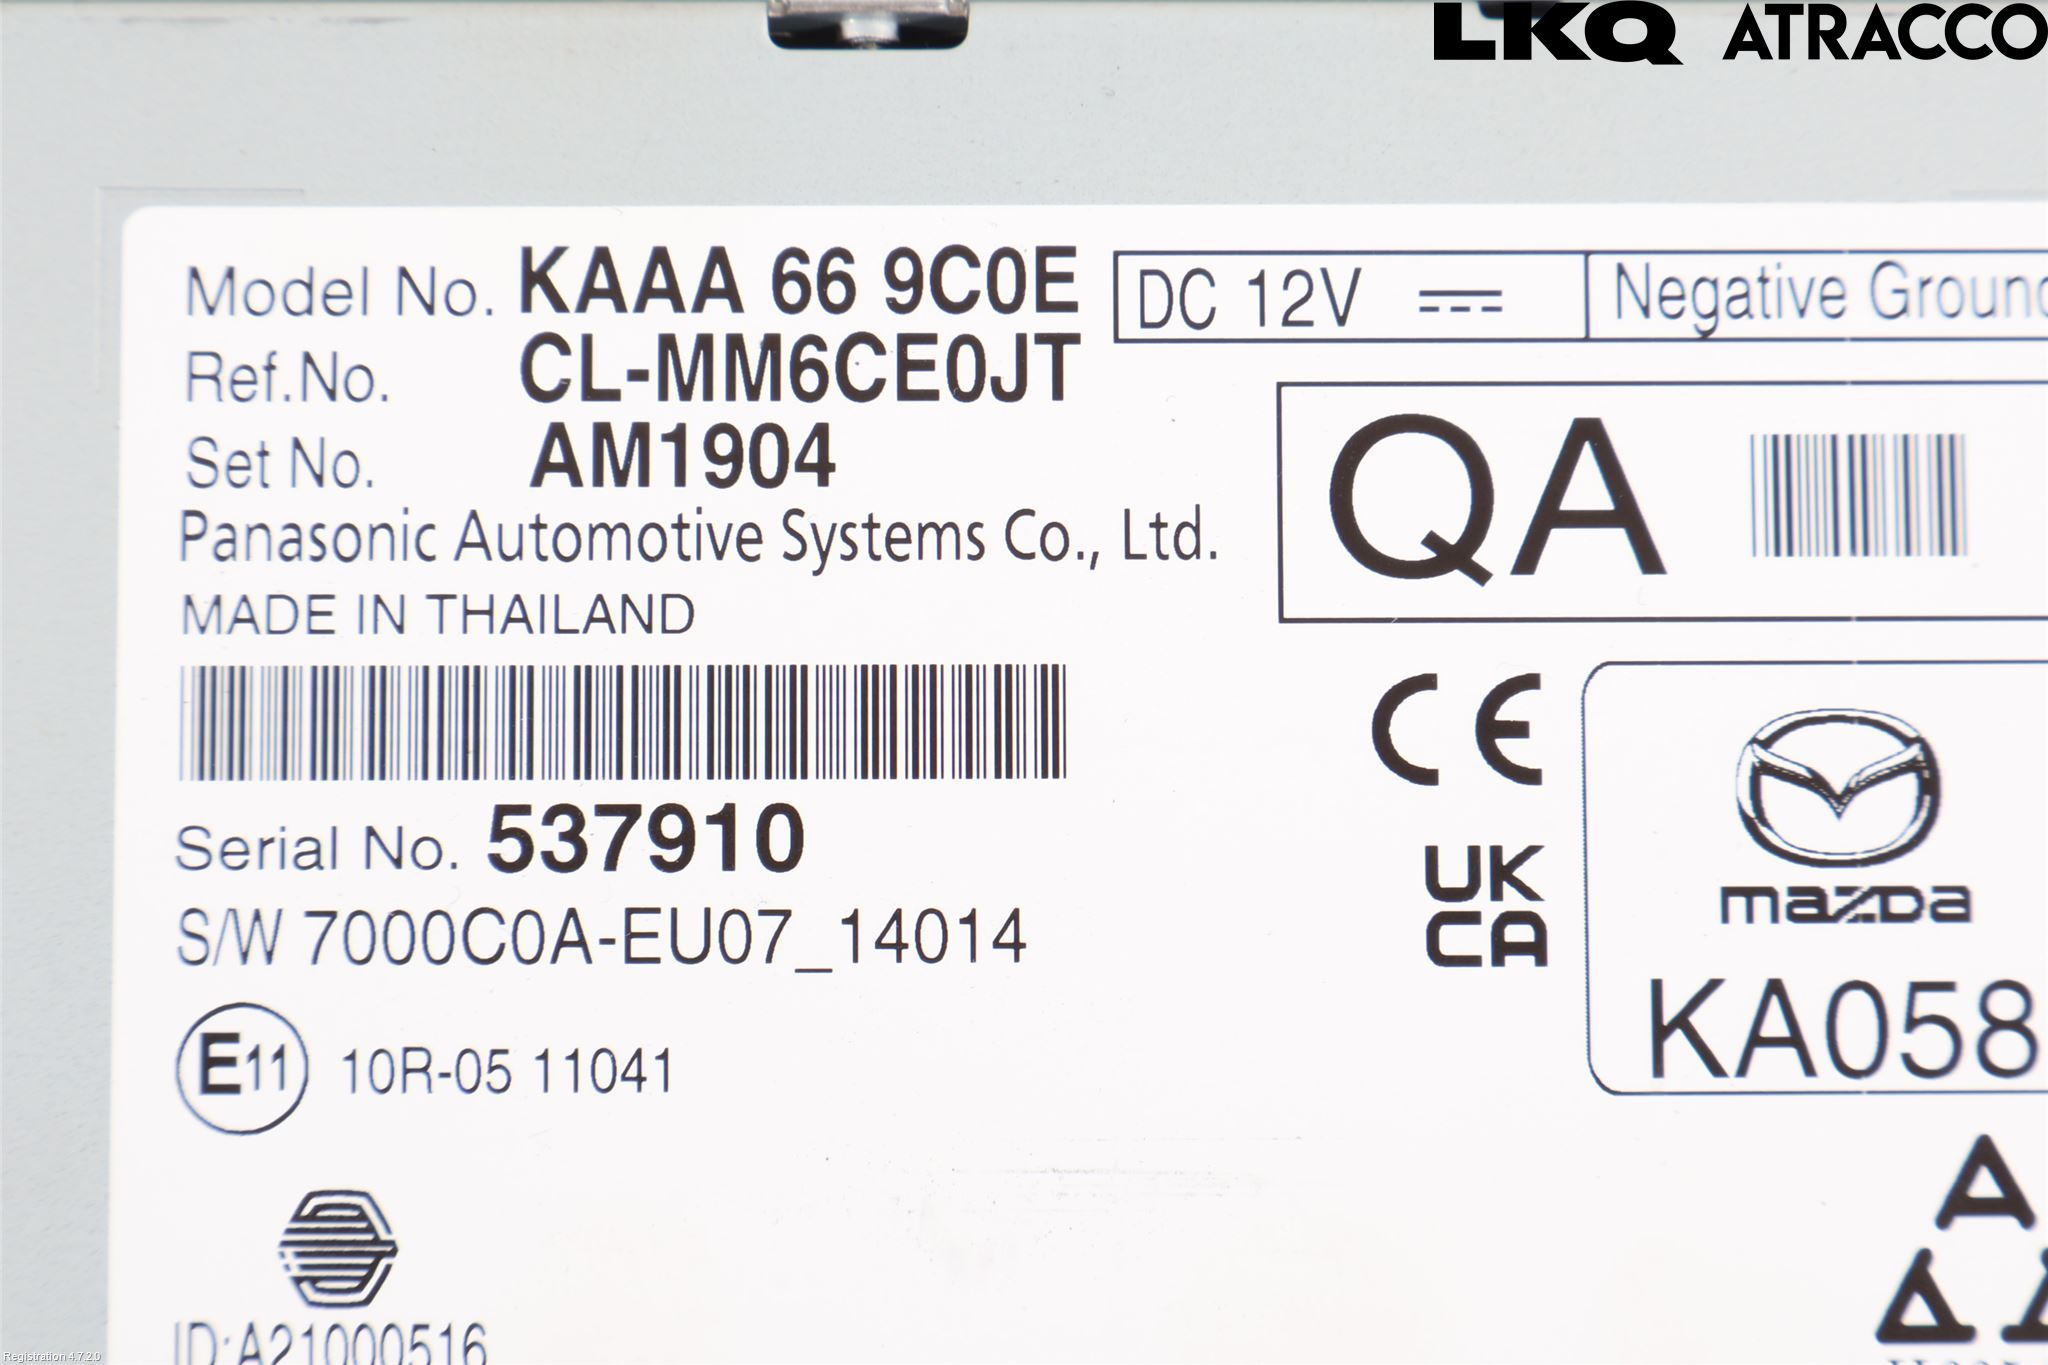 LKQ ATRACCO
Model No. KAAA 66 9C0E
DC 12V
Negative Ground
Ref.No. CL-MM6CE0JT
Set No. AM1904
QA
Panasonic Automotive Systems Co., Ltd.
MADE IN THAILAND
CE
mazda
Serial No. 537910
UK
CA
S/W 7000C0A-EU07_14014
KA058
E11 10R-05 11041
ID:A21000516
Registration 4.7.2.0